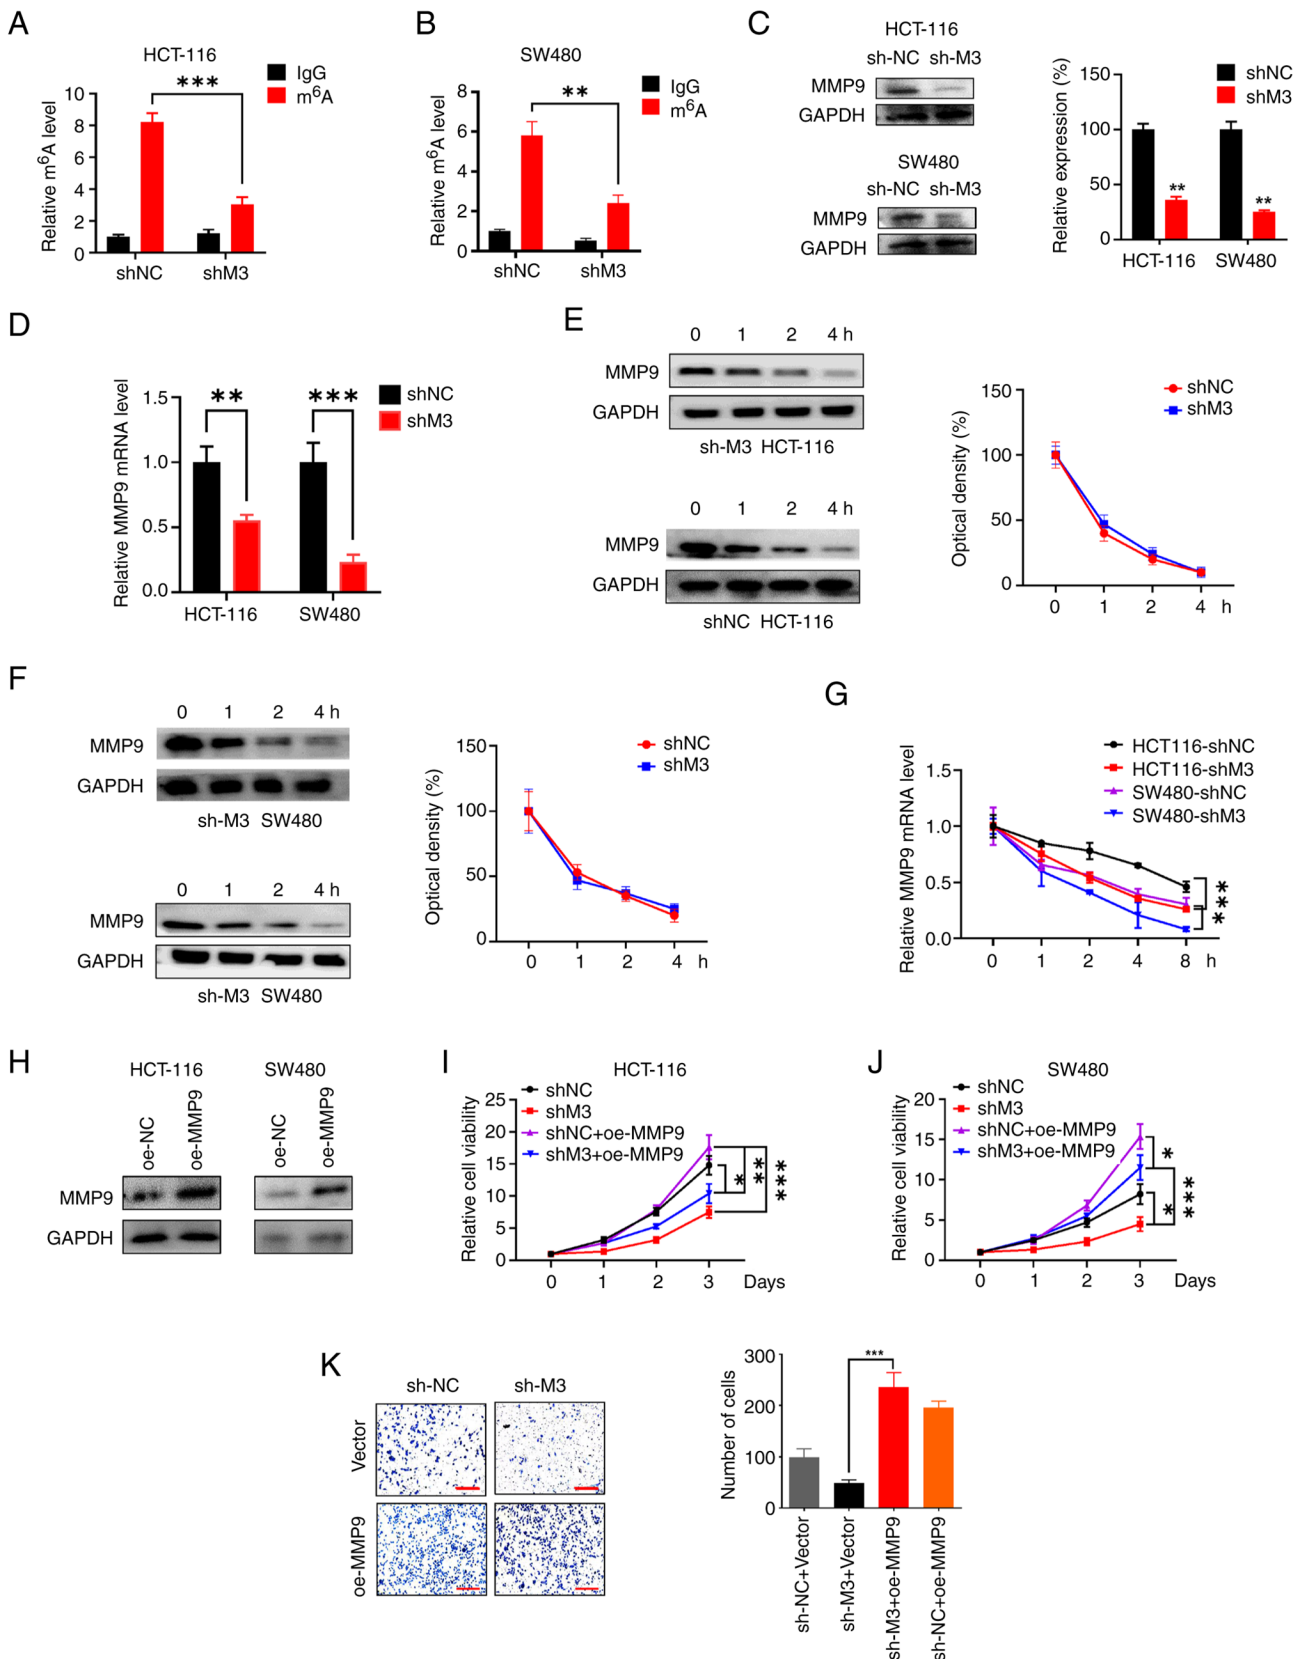 A
HCT-116
*** 
IgG
m6A
Relative m6A level
10
8
6
4
2
0
shNC
shM3
B
SW480
**
IgG
m6A
Relative m6A level
8
6
4
2
0
shNC
shM3
C
HCT-116
sh-NC sh-M3
MMP9
GAPDH
SW480
sh-NC sh-M3
MMP9
GAPDH
Relative expression (%)
150
100
50
0
shNC
shM3
**
**
HCT-116
SW480
D
Relative MMP9 mRNA level
1.5
1.0
0.5
0.0
**
***
shNC
shM3
HCT-116
SW480
E
0 1 2 4 h
MMP9
GAPDH
sh-M3 HCT-116
0 1 2 4 h
MMP9
GAPDH
shNC HCT-116
Optical density (%)
150
100
50
0
shNC
shM3
0 1 2 4 h
F
0 1 2 4 h
MMP9
GAPDH
sh-M3 SW480
0 1 2 4 h
MMP9
GAPDH
sh-M3 SW480
Optical density (%)
150
100
50
0
shNC
shM3
0 1 2 4 h
G
Relative MMP9 mRNA level
1.5
1.0
0.5
0.0
HCT116-shNC
HCT116-shM3
SW480-shNC
SW480-shM3
**
*
0 1 2 4 8 h
H
HCT-116
SW480
oe-NC
oe-MMP9
oe-NC
oe-MMP9
MMP9
GAPDH
I
HCT-116
shNC
shM3
shNC+oe-MMP9
shM3+oe-MMP9
Relative cell viability
25
20
15
10
5
0
*
**
***
0 1 2 3 Days
J
SW480
shNC
shM3
shNC+oe-MMP9
shM3+oe-MMP9
Relative cell viability
20
15
10
5
0
*
*
***
0 1 2 3 Days
K
sh-NC
sh-M3
Vector
oe-MMP9
Number of cells
300
200
100
0
***
sh-NC+Vector
sh-M3+Vector
sh-M3+oe-MMP9
sh-NC+oe-MMP9